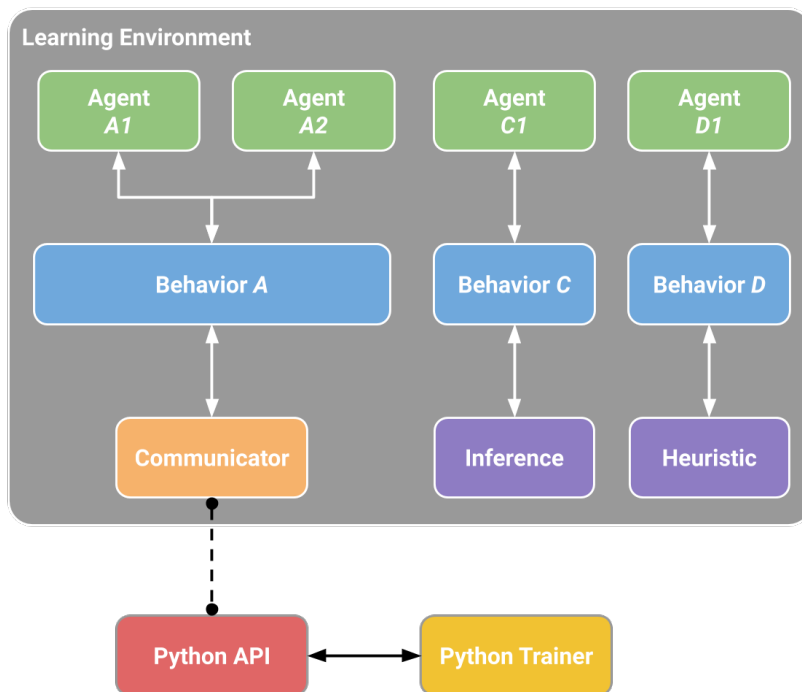 Learning Environment
Agent
A1
Agent
A2
Agent
C1
Agent
D1
Behavior A
Behavior C
Behavior D
Communicator
Inference
Heuristic
Python API
Python Trainer